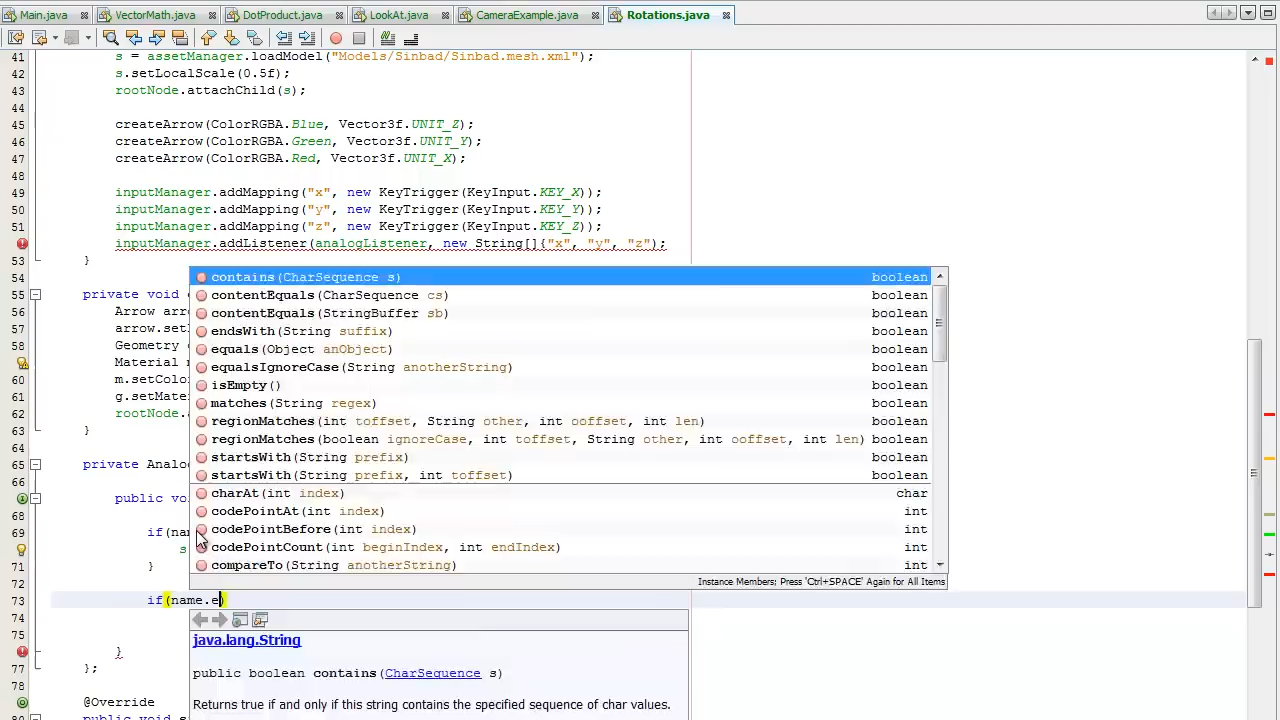 Main.java VectorMath.java DotProduct.java LookAt.java CameraExample.java Rotations.java
41 s = assetManager.loadModel("Models/Sinbad/Sinbad.mesh.xml");
42 s.setLocalScale(0.5f);
43 rootNode.attachChild(s);
44
45 createArrow(ColorRGBA.Blue, Vector3f.UNIT_Z);
46 createArrow(ColorRGBA.Green, Vector3f.UNIT_Y);
47 createArrow(ColorRGBA.Red, Vector3f.UNIT_X);
48
49 inputManager.addMapping("x", new KeyTrigger(KeyInput.KEY_X));
50 inputManager.addMapping("y", new KeyTrigger(KeyInput.KEY_Y));
51 inputManager.addMapping("z", new KeyTrigger(KeyInput.KEY_Z));
inputManager.addListener(analogListener, new String[]{"x", "y", "z");
53 }
54
55 private void
56 Arrow arr
57 arrow.set
58 Geometry
Material
60 m.setColo
61 g.setMate
62 rootNode.
63 }
64
65 private Analo
66
public vo
68
69 if(na
s
71 }
72
73 if(name.e)
74
75
}
77 };
78
@Override
80 public void s
contains(CharSequence s) boolean
contentEquals(CharSequence cs) boolean
contentEquals(StringBuffer sb) boolean
endsWith(String suffix) boolean
equals(Object anObject) boolean
equalsIgnoreCase(String anotherString) boolean
isEmpty() boolean
matches(String regex) boolean
regionMatches(int toffset, String other, int ooffset, int len) boolean
regionMatches(boolean ignoreCase, int toffset, String other, int ooffset, int len) boolean
startsWith(String prefix) boolean
startsWith(String prefix, int toffset) boolean
charAt(int index) char
codePointAt(int index) int
codePointBefore(int index) int
codePointCount(int beginIndex, int endIndex) int
compareTo(String anotherString) int
Instance Members; Press 'Ctrl+SPACE' Again for All Items
java.lang.String
public boolean contains(CharSequence s)
Returns true if and only if this string contains the specified sequence of char values.